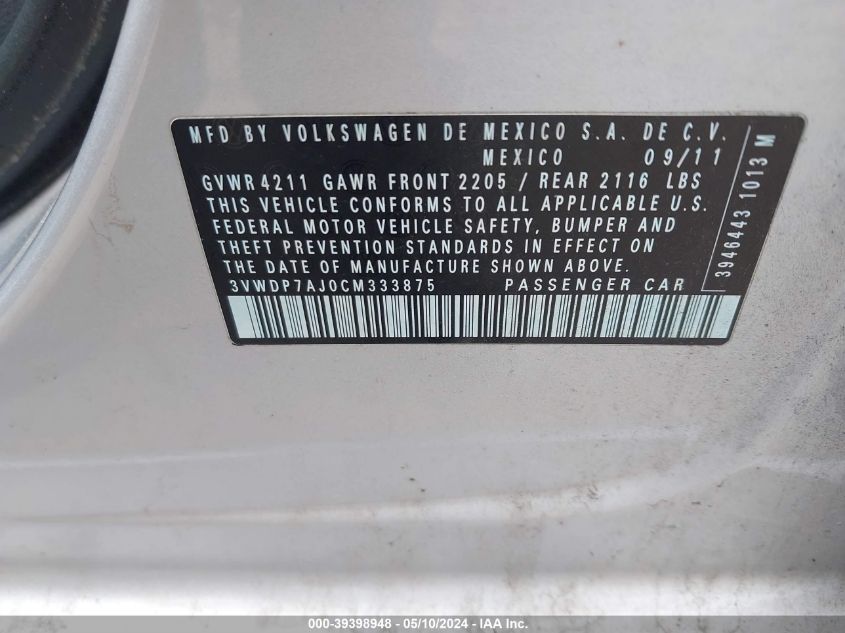 MFD BY VOLKSWAGEN DE MEXICO S.A. DE C.V.
MEXICO 09/11
GVWR 4211 GAWR FRONT 2205 / REAR 2116 LBS
THIS VEHICLE CONFORMS TO ALL APPLICABLE U.S.
FEDERAL MOTOR VEHICLE SAFETY, BUMPER AND
THEFT PREVENTION STANDARDS IN EFFECT ON
THE DATE OF MANUFACTURE SHOWN ABOVE.
3VWDP7AJ0CM333875 PASSENGER CAR
3946443 1013 M
000-39398948 - 05/10/2024 - IAA Inc.